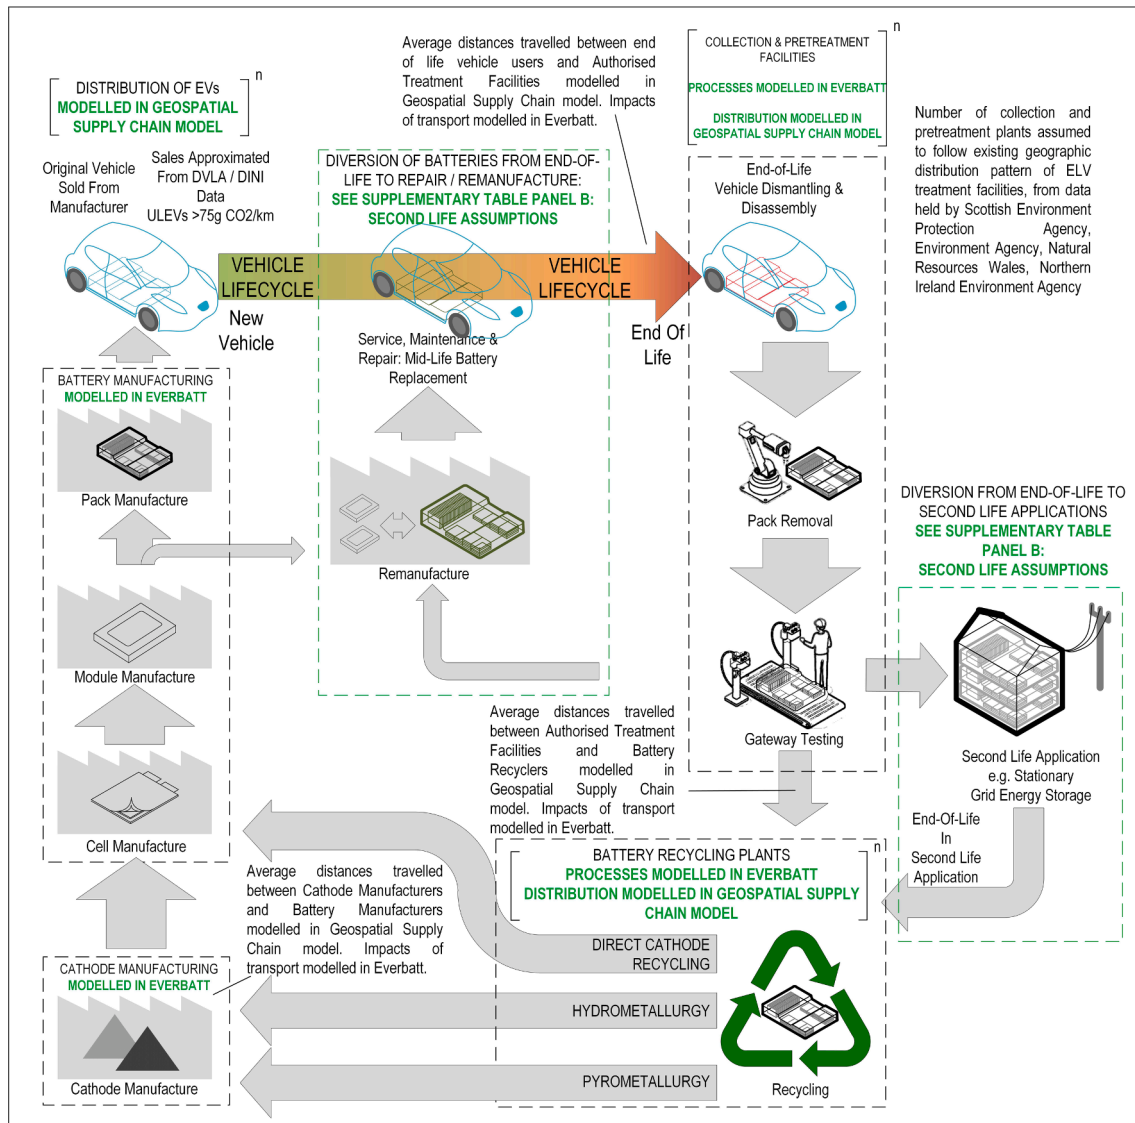 DISTRIBUTION OF EVs
MODELLED IN GEOSPATIAL
SUPPLY CHAIN MODEL
n
Original Vehicle
Sold From
Manufacturer
Sales Approximated
From DVLA / DINI
Data
ULEVs >75g CO2/km
Average distances travelled between end
of life vehicle users and Authorised
Treatment Facilities modelled in
Geospatial Supply Chain model. Impacts
of transport modelled in Everbatt.
COLLECTION & PRETREATMENT
FACILITIES
PROCESSES MODELLED IN EVERBATT
DISTRIBUTION MODELLED IN
GEOSPATIAL SUPPLY CHAIN MODEL
n
Number of collection and
pretreatment plants assumed
to follow existing geographic
distribution pattern of ELV
treatment facilities, from data
held by Scottish Environment
Protection Agency,
Environment Agency, Natural
Resources Wales, Northern
Ireland Environment Agency
DIVERSION OF BATTERIES FROM END-OF-
LIFE TO REPAIR / REMANUFACTURE:
SEE SUPPLEMENTARY TABLE PANEL B:
SECOND LIFE ASSUMPTIONS
End-of-Life
Vehicle Dismantling &
Disassembly
VEHICLE
LIFECYCLE
VEHICLE
LIFECYCLE
New
Vehicle
End Of
Life
Service, Maintenance &
Repair: Mid-Life Battery
Replacement
BATTERY MANUFACTURING
MODELLED IN EVERBATT
Pack Manufacture
Remanufacture
Pack Removal
DIVERSION FROM END-OF-LIFE TO
SECOND LIFE APPLICATIONS
SEE SUPPLEMENTARY TABLE
PANEL B:
SECOND LIFE ASSUMPTIONS
Module Manufacture
Gateway Testing
Second Life Application
e.g. Stationary
Grid Energy Storage
Average distances travelled
between Authorised Treatment
Facilities and Battery
Recyclers modelled in
Geospatial Supply Chain
model. Impacts of transport
modelled in Everbatt.
Cell Manufacture
End-Of-Life
In
Second Life
Application
Average distances travelled
between Cathode Manufacturers
and Battery Manufacturers
modelled in Geospatial Supply
Chain model. Impacts of
transport modelled in Everbatt.
BATTERY RECYCLING PLANTS
PROCESSES MODELLED IN EVERBATT
DISTRIBUTION MODELLED IN GEOSPATIAL SUPPLY
CHAIN MODEL
n
DIRECT CATHODE
RECYCLING
HYDROMETALLURGY
PYROMETALLURGY
Recycling
CATHODE MANUFACTURING
MODELLED IN EVERBATT
Cathode Manufacture